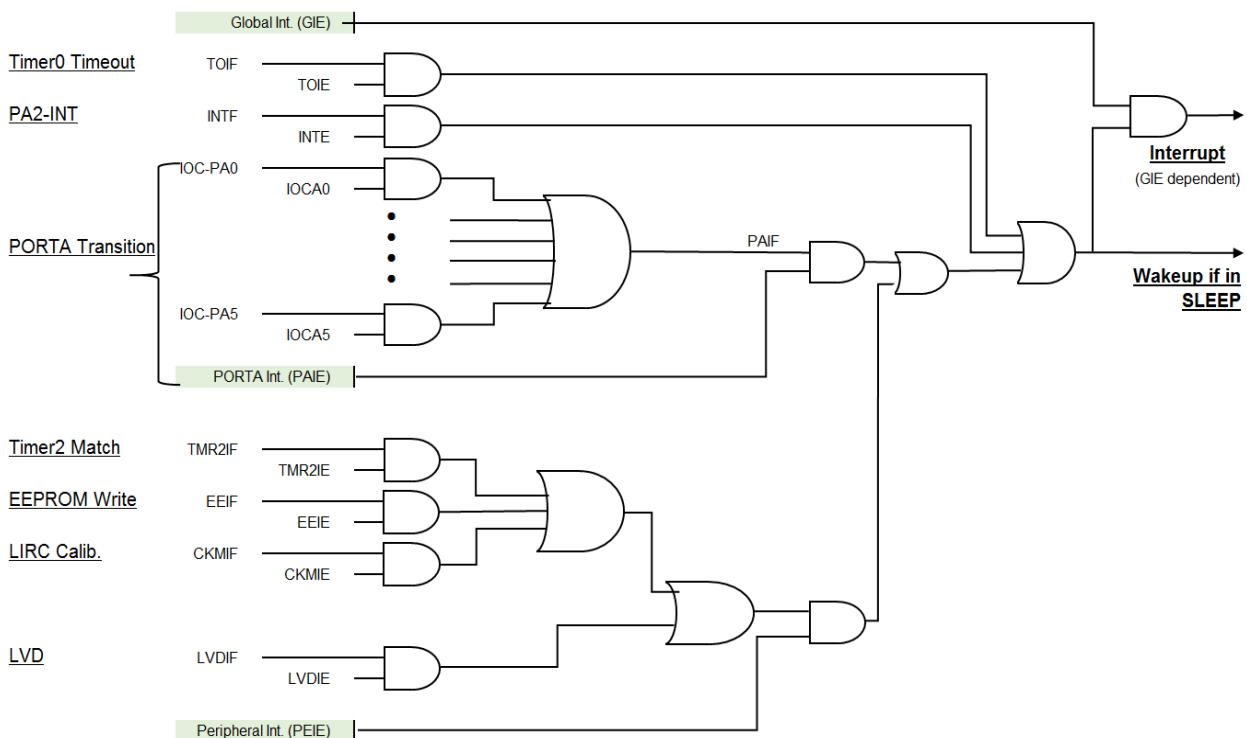 Global Int. (GIE)
Timer0 Timeout
TOIF
TOIE
PA2-INT
INTF
INTE
Interrupt
(GIE dependent)
IOC-PA0
IOCA0
PORTA Transition
PAIF
Wakeup if in
SLEEP
IOC-PA5
IOCA5
PORTA Int. (PAIE)
Timer2 Match
TMR2IF
TMR2IE
EEPROM Write
EEIF
EEIE
LIRC Calib.
CKMIF
CKMIE
LVD
LVDIF
LVDIE
Peripheral Int. (PEIE)